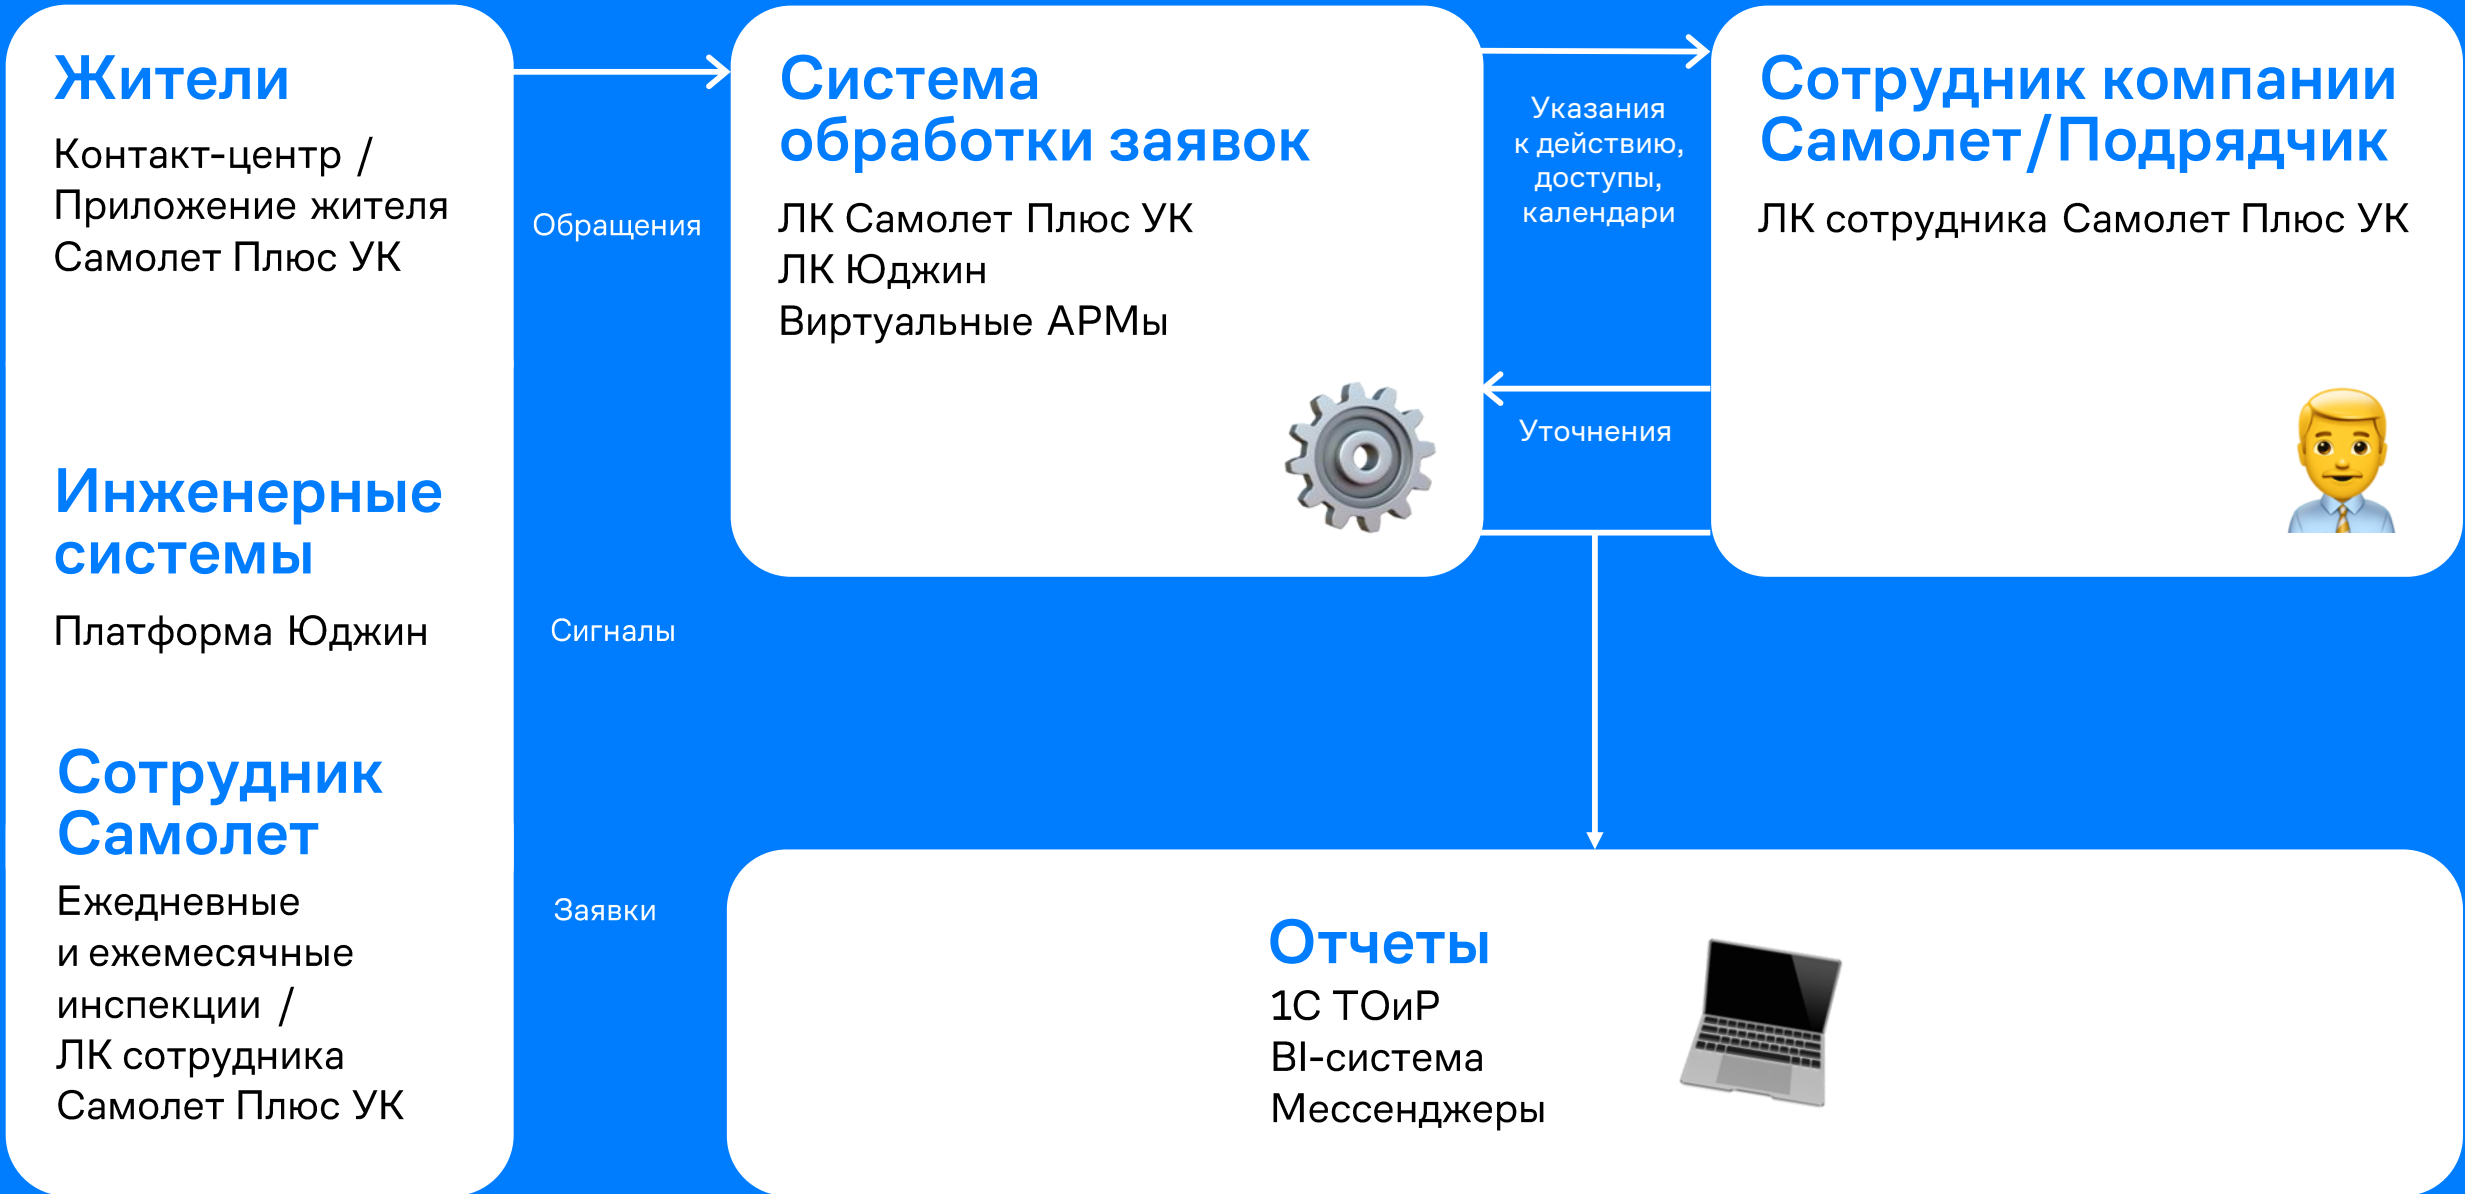 Жители
Контакт-центр /
Приложение жителя
Самолет Плюс УК
Инженерные
системы
Платформа Юджин
Сотрудник
Самолет
Ежедневные
и ежемесячные
инспекции /
ЛК сотрудника
Самолет Плюс УК
Обращения
Сигналы
Заявки
Система
обработки заявок
ЛК Самолет Плюс УК
ЛК Юджин
Виртуальные АРМы
Указания
к действию,
доступы,
календари
Уточнения
Сотрудник компании
Самолет/Подрядчик
ЛК сотрудника Самолет Плюс УК
Отчеты
1С ТОиР
BI-система
Мессенджеры